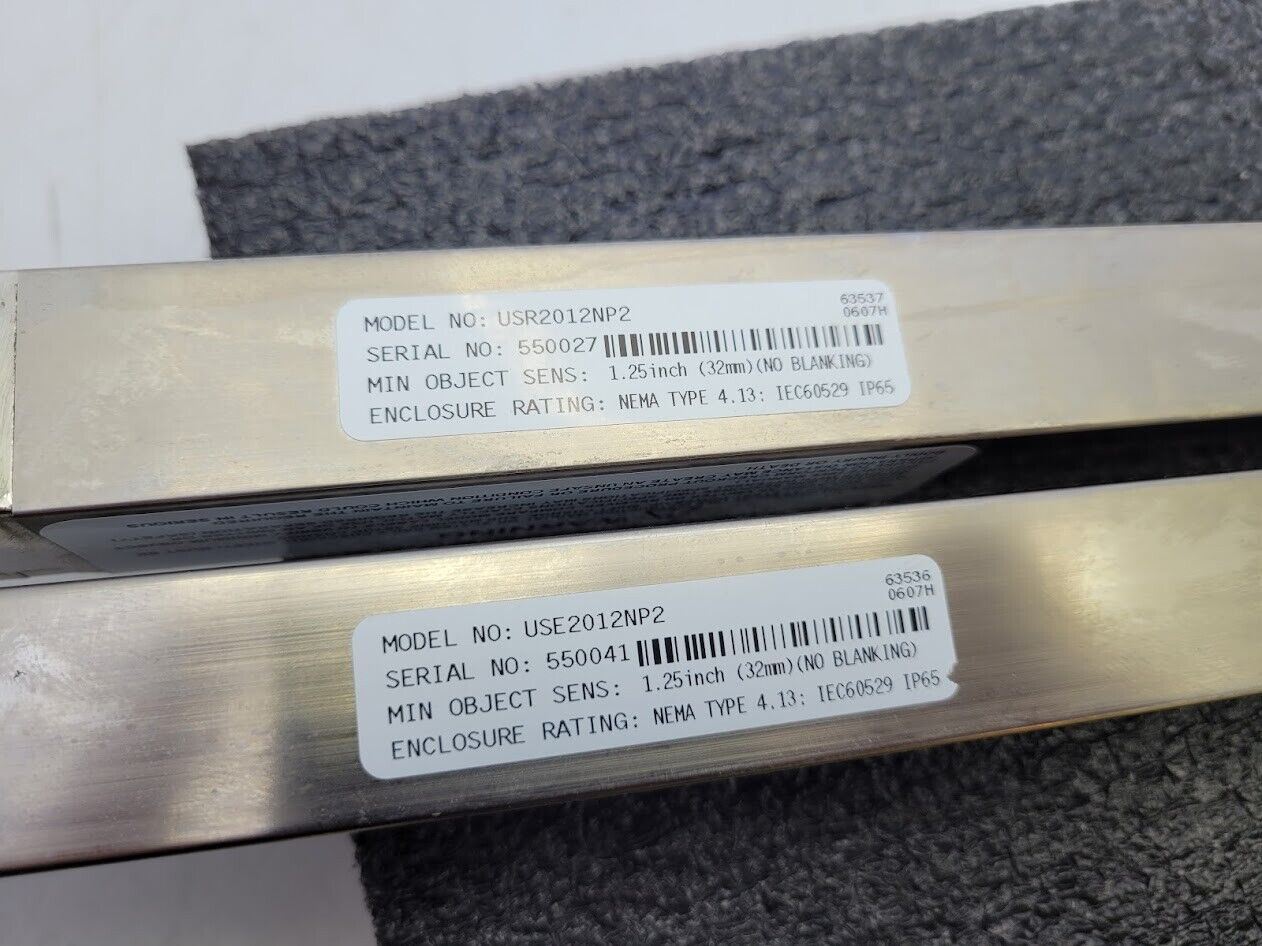 MODEL NO: USR2012NP2
63537
0607H
SERIAL NO: 550027
MIN OBJECT SENS: 1.25inch (32mm)(NO BLANKING)
ENCLOSURE RATING: NEMA TYPE 4.13: IEC60529 IP65
MODEL NO: USE2012NP2
63536
0607H
SERIAL NO: 550041
MIN OBJECT SENS: 1.25inch (32mm)(NO BLANKING)
ENCLOSURE RATING: NEMA TYPE 4.13: IEC60529 IP65